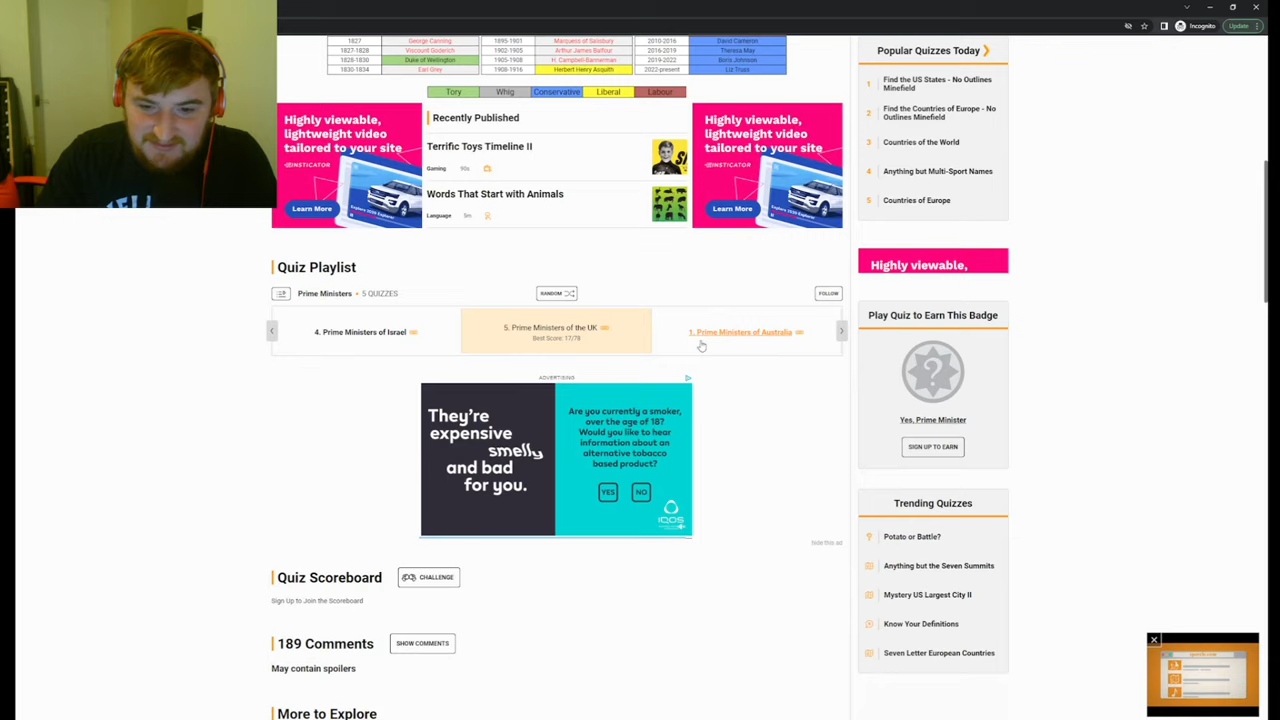 Incognito
Update
1827 George Canning 1895-1901 Marquess of Salisbury 2010-2016 David Cameron
1827-1828 Viscount Goderich 1902-1905 Arthur James Balfour 2016-2019 Theresa May
1828-1830 Duke of Wellington 1905-1908 H. Campbell-Bannerman 2019-2022 Boris Johnson
1830-1834 Earl Grey 1908-1916 Herbert Henry Asquith 2022-present Liz Truss
Tory Whig Conservative Liberal Labour
Highly viewable,
lightweight video
tailored to your site
INSTICATOR
Learn More
Recently Published
Terrific Toys Timeline II
Gaming 90s
Words That Start with Animals
Language 5m
Highly viewable,
lightweight video
tailored to your site
INSTICATOR
Learn More
Quiz Playlist
Prime Ministers • 5 QUIZZES
RANDOM
FOLLOW
4. Prime Ministers of Israel
5. Prime Ministers of the UK
Best Score: 17/78
1. Prime Ministers of Australia
ADVERTISING
They're
expensive
smelly
and bad
for you.
Are you currently a smoker,
over the age of 18?
Would you like to hear
information about an
alternative tobacco
based product?
YES NO
IQOS
hide this ad
Quiz Scoreboard
CHALLENGE
Sign Up to Join the Scoreboard
189 Comments
SHOW COMMENTS
May contain spoilers
More to Explore
Popular Quizzes Today
1 Find the US States - No Outlines
Minefield
2 Find the Countries of Europe - No
Outlines Minefield
3 Countries of the World
4 Anything but Multi-Sport Names
5 Countries of Europe
Highly viewable,
Play Quiz to Earn This Badge
?
Yes, Prime Minister
SIGN UP TO EARN
Trending Quizzes
Potato or Battle?
Anything but the Seven Summits
Mystery US Largest City II
Know Your Definitions
Seven Letter European Countries